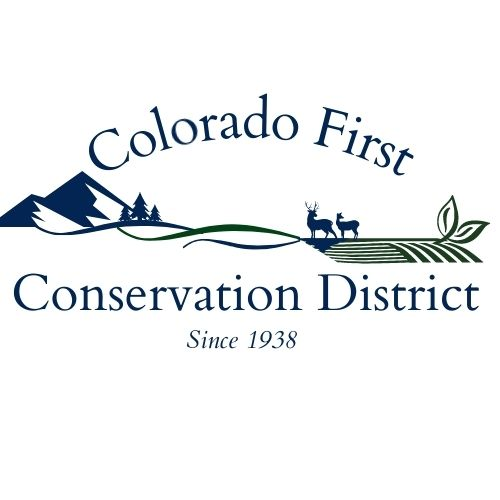 Colorado First
Conservation District
Since 1938